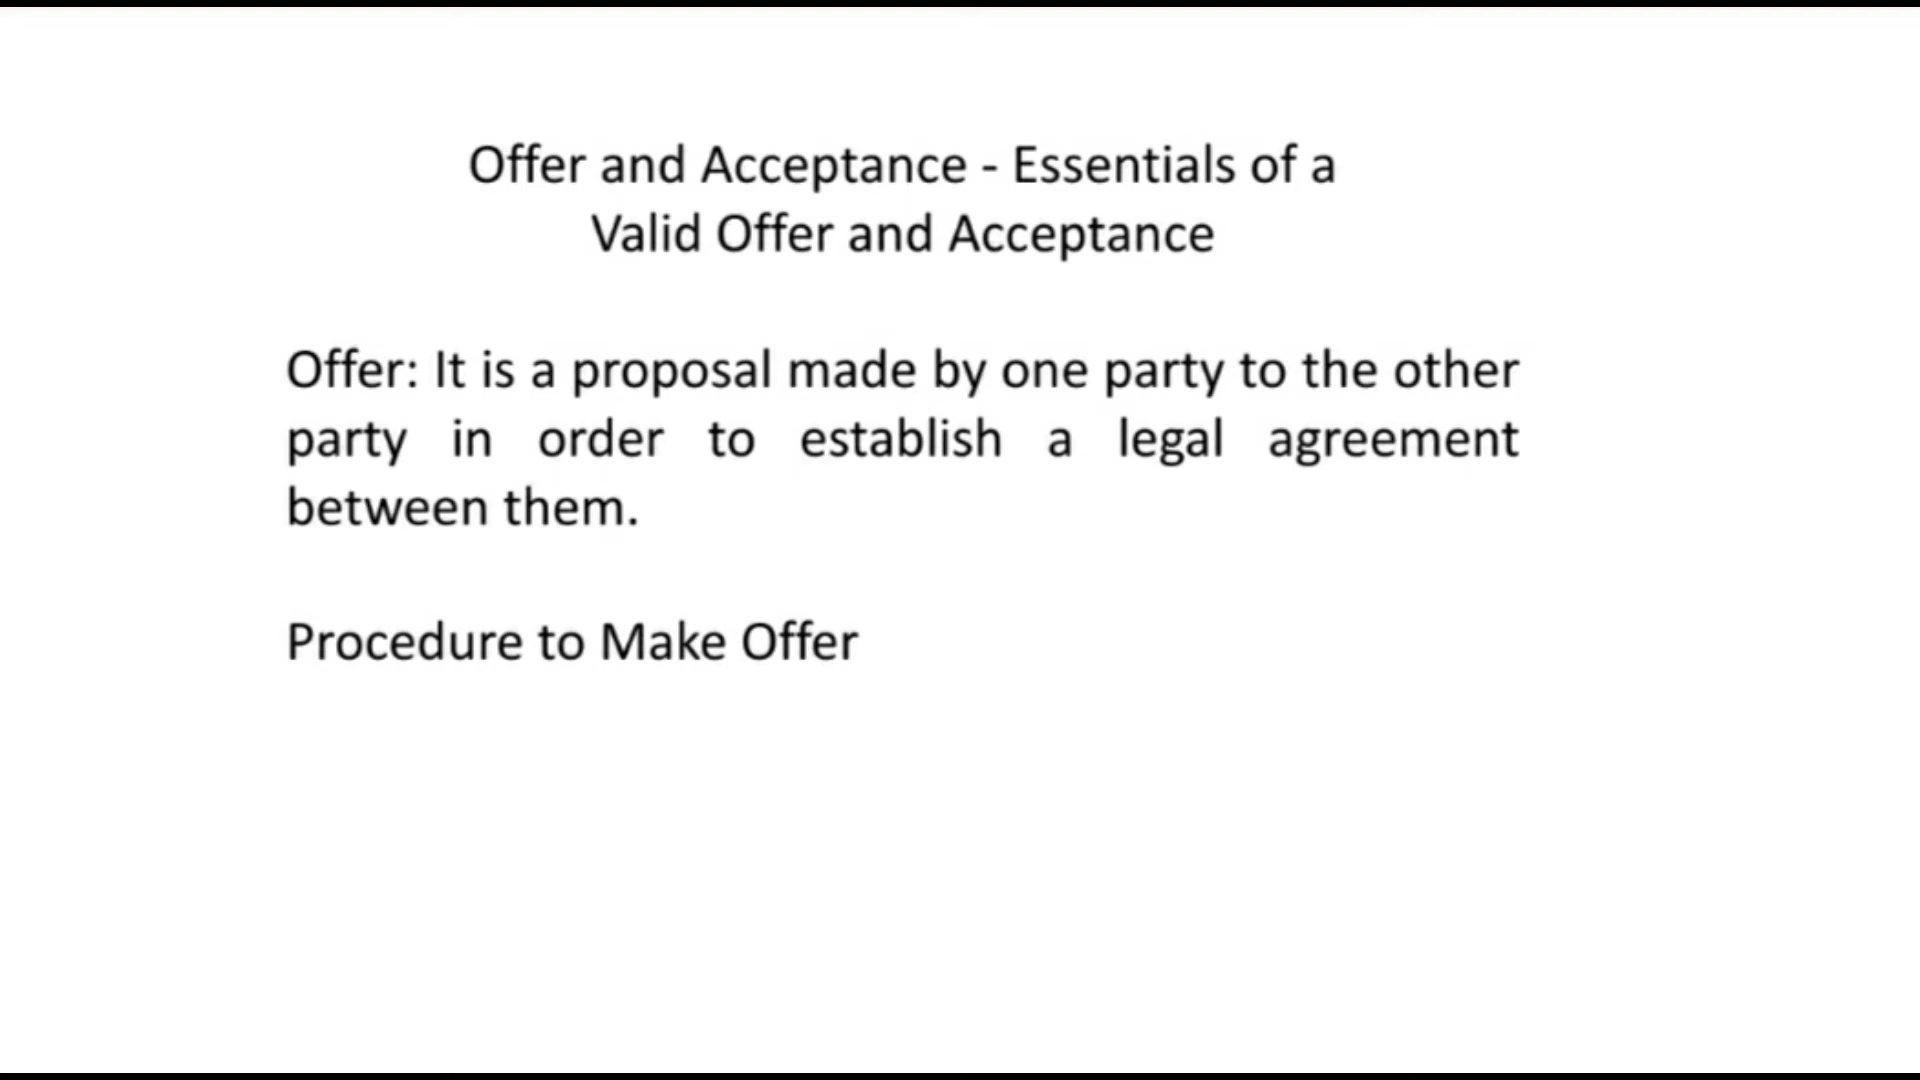 Offer and Acceptance - Essentials of a
Valid Offer and Acceptance
Offer: It is a proposal made by one party to the other
party in order to establish a legal agreement
between them.
Procedure to Make Offer